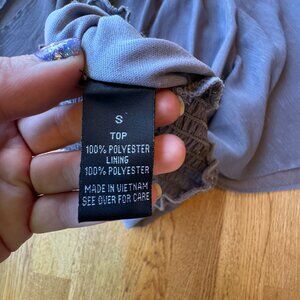 S
TOP
100% POLYESTER
LINING
100% POLYESTER
MADE IN VIETNAM
SEE OVER FOR CARE